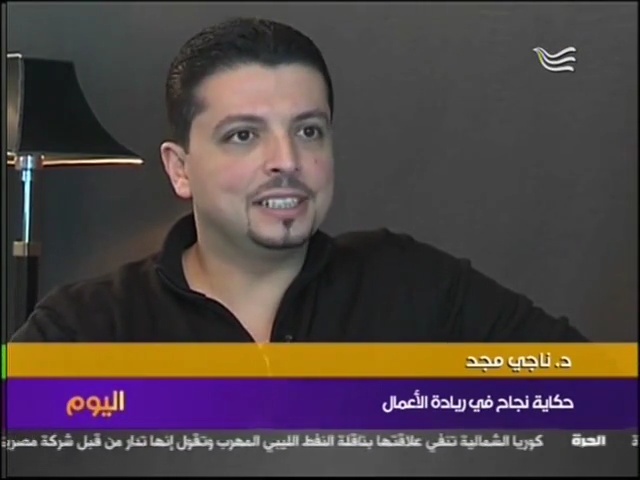 د. ناجي مجد
حكاية نجاح في ريادة الأعمال
اليوم
الحرة
كوريا الشمالية تنفي علاقتها بناقلة النفط الليبي المهرب وتقول إنها تدار من قبل شركة مصرية